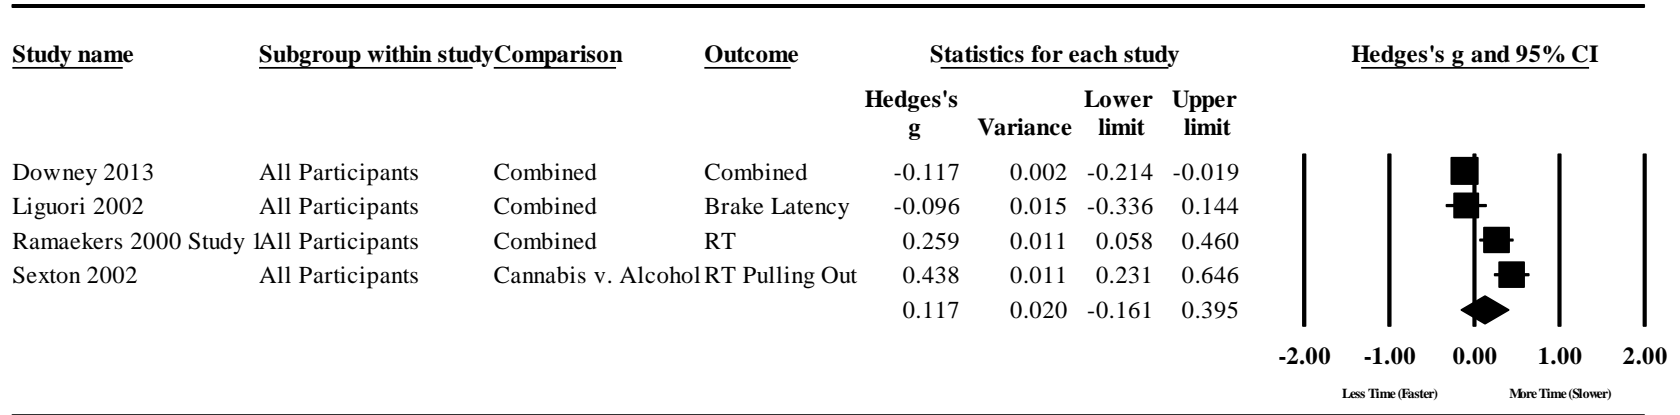 Study name Subgroup within study Comparison Outcome Statistics for each study Hedges's g and 95% CI
Hedges's Lower Upper
g Variance limit limit
Downey 2013 All Participants Combined Combined -0.117 0.002 -0.214 -0.019
Liguori 2002 All Participants Combined Brake Latency -0.096 0.015 -0.336 0.144
Ramaekers 2000 Study 1 All Participants Combined RT 0.259 0.011 0.058 0.460
Sexton 2002 All Participants Cannabis v. Alcohol RT Pulling Out 0.438 0.011 0.231 0.646
0.117 0.020 -0.161 0.395
-2.00 -1.00 0.00 1.00 2.00
Less Time (Faster) More Time (Slower)